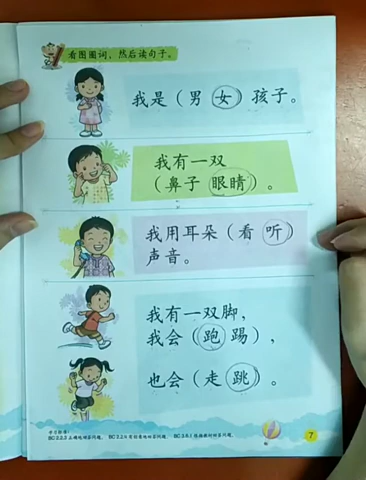 看图圈词，然后读句子。
我是（男 女）孩子。
我有一双
（鼻子 眼睛）。
我用耳朵（看 听）
声音。
我有一双脚，
我会（跑 踢），
也会（走 跳）。
7